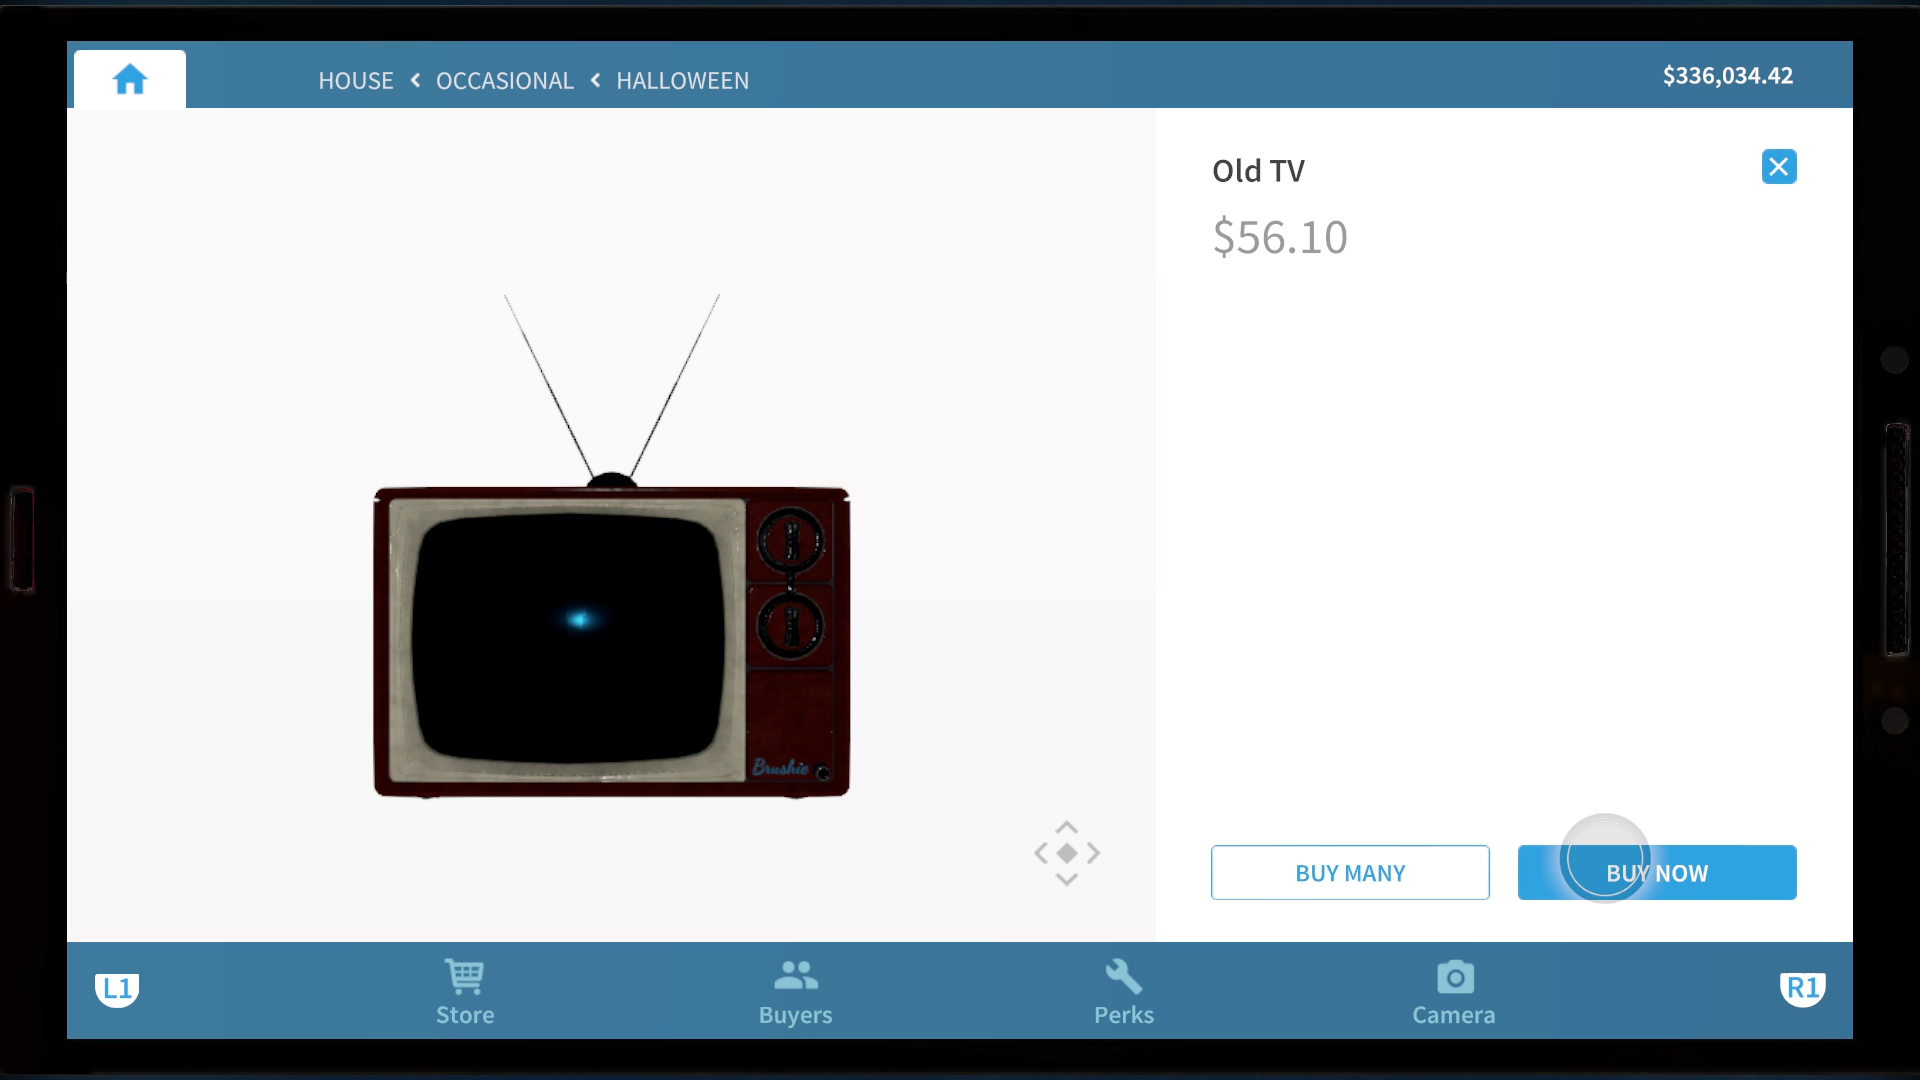 HOUSE < OCCASIONAL < HALLOWEEN
$336,034.42
Old TV
$56.10
Brushie
BUY MANY
BUY NOW
L1
Store
Buyers
Perks
Camera
R1